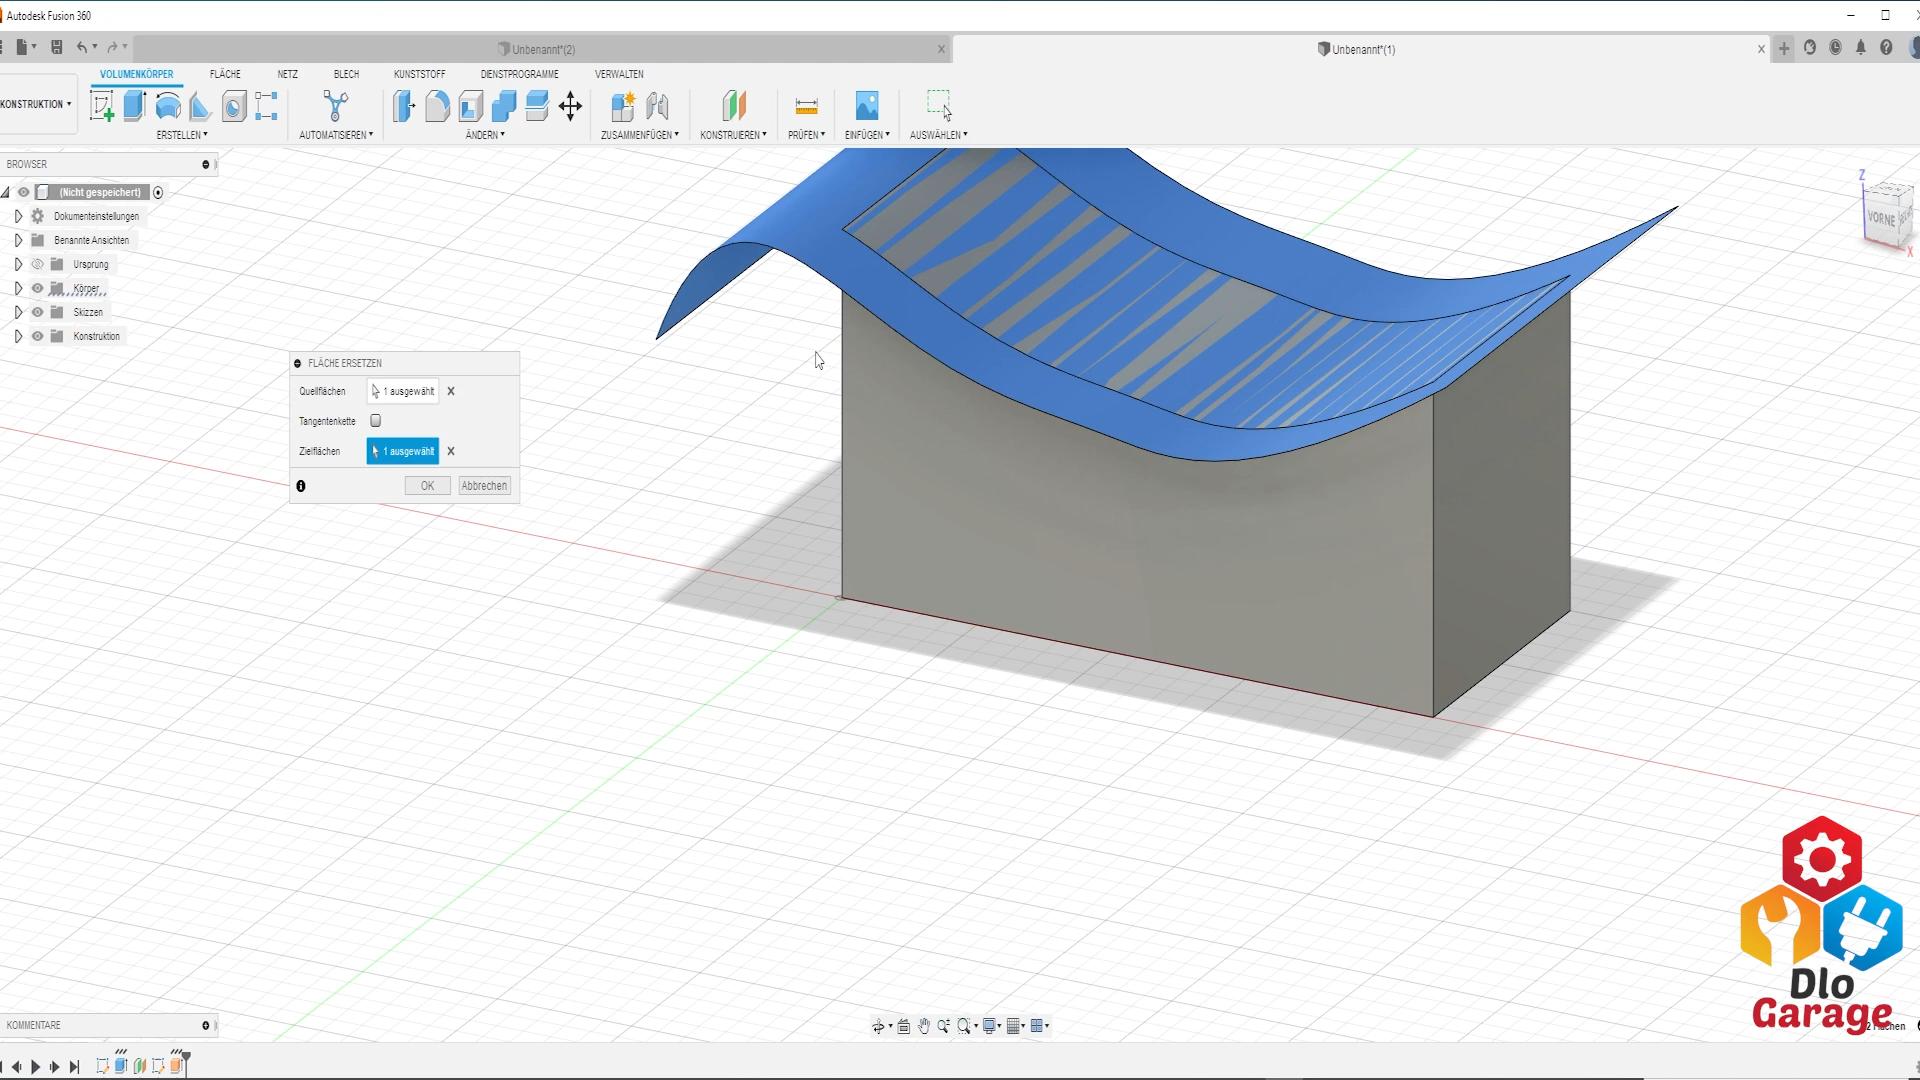 Autodesk Fusion 360
Unbenannt*(2)
Unbenannt*(1)
VOLUMENKÖRPER
FLÄCHE
NETZ
BLECH
KUNSTSTOFF
DIENSTPROGRAMME
VERWALTEN
KONSTRUKTION
ERSTELLEN
AUTOMATISIEREN
ÄNDERN
ZUSAMMENFÜGEN
KONSTRUIEREN
PRÜFEN
EINFÜGEN
AUSWÄHLEN
BROWSER
(Nicht gespeichert)
Dokumenteinstellungen
Benannte Ansichten
Ursprung
Körper
Skizzen
Konstruktion
FLÄCHE ERSETZEN
Quellflächen
1 ausgewählt
Tangentenkette
Zielflächen
1 ausgewählt
OK
Abbrechen
Z
VORNE
X
Dlo
Garage
KOMMENTARE